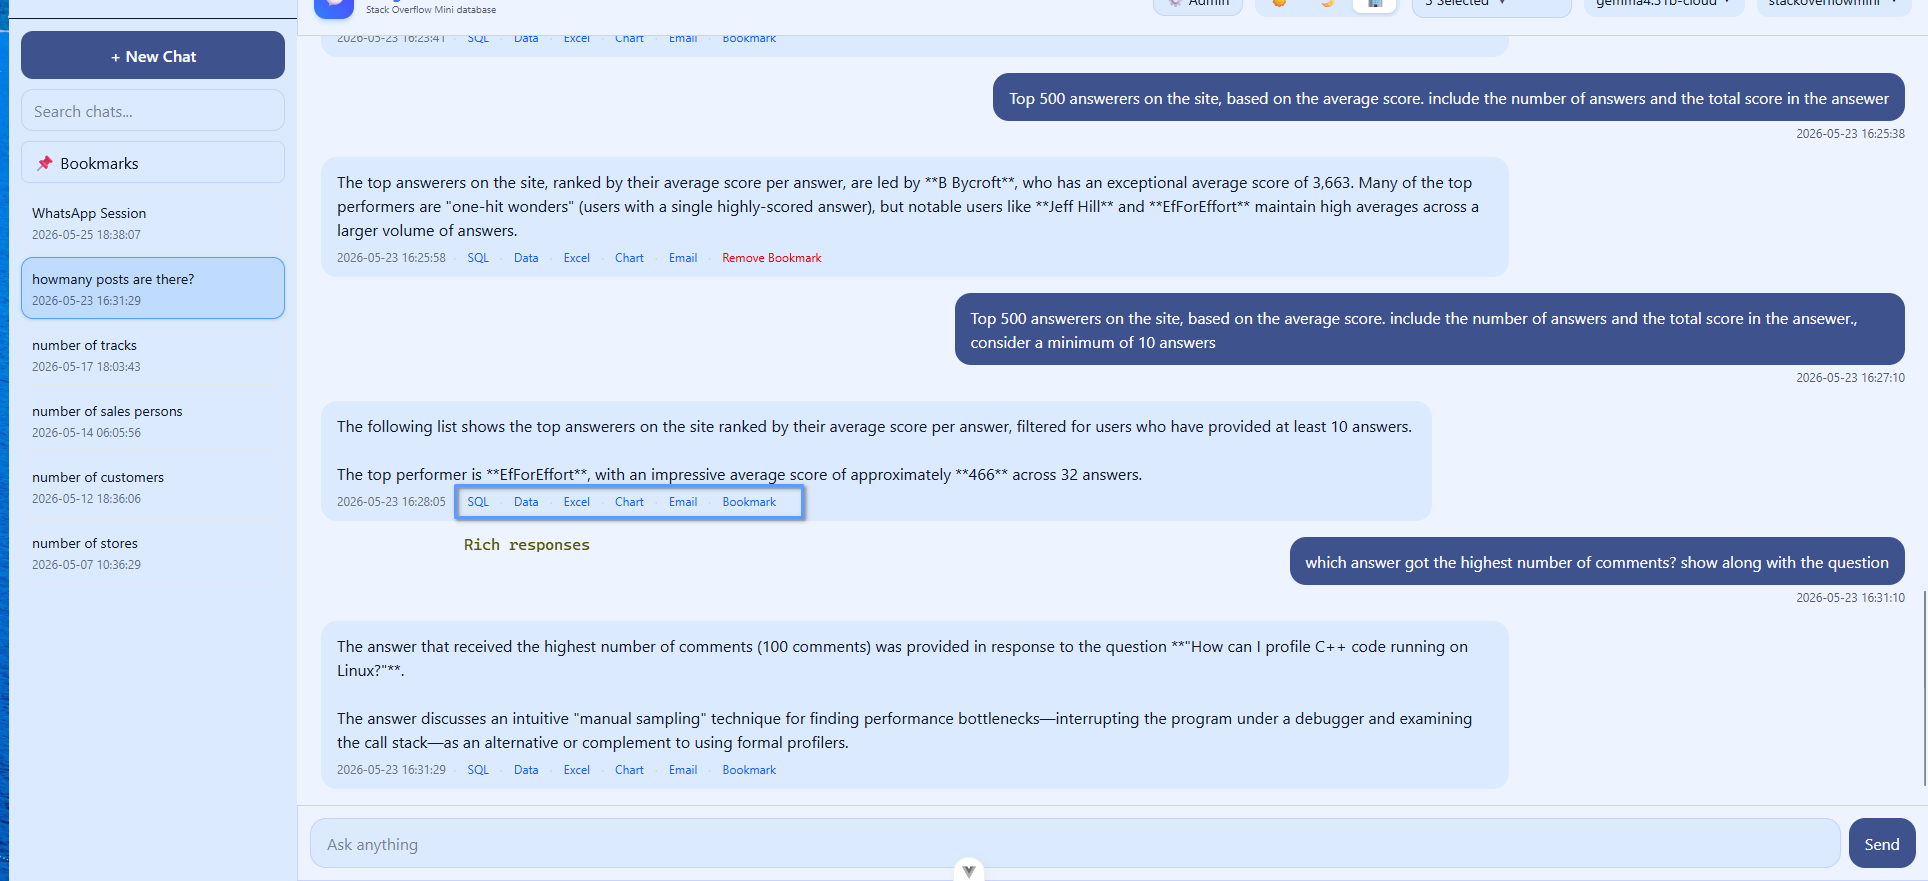 Stack Overflow Mini database
Admin
3 Selected
gemma4:31b-cloud
stackoverflowmini
+ New Chat
Search chats...
Bookmarks
WhatsApp Session
2026-05-25 18:38:07
howmany posts are there?
2026-05-23 16:31:29
number of tracks
2026-05-17 18:03:43
number of sales persons
2026-05-14 06:05:56
number of customers
2026-05-12 18:36:06
number of stores
2026-05-07 10:36:29
2026-05-23 16:23:41 · SQL · Data · Excel · Chart · Email · Bookmark
Top 500 answerers on the site, based on the average score. include the number of answers and the total score in the ansewer
2026-05-23 16:25:38
The top answerers on the site, ranked by their average score per answer, are led by **B Bycroft**, who has an exceptional average score of 3,663. Many of the top
performers are "one-hit wonders" (users with a single highly-scored answer), but notable users like **Jeff Hill** and **EfForEffort** maintain high averages across a
larger volume of answers.
2026-05-23 16:25:58 · SQL · Data · Excel · Chart · Email · Remove Bookmark
Top 500 answerers on the site, based on the average score. include the number of answers and the total score in the ansewer.,
consider a minimum of 10 answers
2026-05-23 16:27:10
The following list shows the top answerers on the site ranked by their average score per answer, filtered for users who have provided at least 10 answers.
The top performer is **EfForEffort**, with an impressive average score of approximately **466** across 32 answers.
2026-05-23 16:28:05 · SQL · Data · Excel · Chart · Email · Bookmark
Rich responses
which answer got the highest number of comments? show along with the question
2026-05-23 16:31:10
The answer that received the highest number of comments (100 comments) was provided in response to the question **"How can I profile C++ code running on
Linux?"**.
The answer discusses an intuitive "manual sampling" technique for finding performance bottlenecks—interrupting the program under a debugger and examining
the call stack—as an alternative or complement to using formal profilers.
2026-05-23 16:31:29 · SQL · Data · Excel · Chart · Email · Bookmark
Ask anything
Send